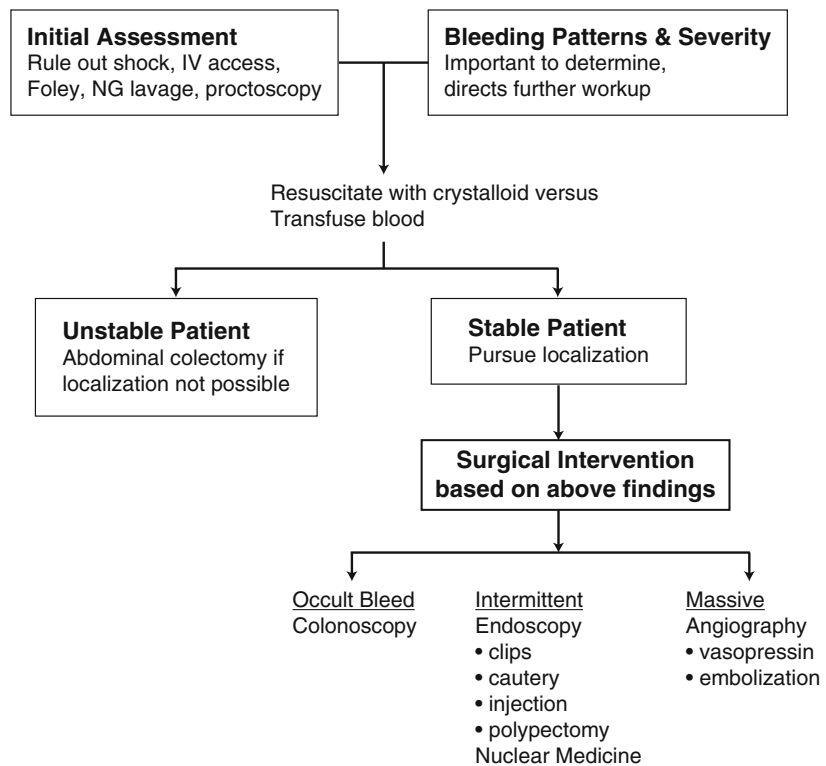 Initial Assessment
Rule out shock, IV access,
Foley, NG lavage, proctoscopy
Bleeding Patterns & Severity
Important to determine,
directs further workup
Resuscitate with crystalloid versus
Transfuse blood
Unstable Patient
Abdominal colectomy if
localization not possible
Stable Patient
Pursue localization
Surgical Intervention
based on above findings
Occult Bleed
Colonoscopy
Intermittent
Endoscopy
• clips
• cautery
• injection
• polypectomy
Nuclear Medicine
Massive
Angiography
• vasopressin
• embolization